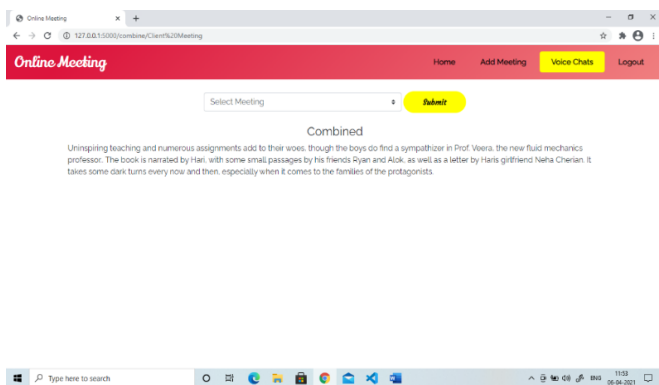 Online Meeting
127.0.0.1:5000/combine/Client%20Meeting
Online Meeting
Home Add Meeting Voice Chats Logout
Select Meeting Submit
Combined
Uninspiring teaching and numerous assignments add to their woes, though the boys do find a sympathizer in Prof. Veera, the new fluid mechanics
professor. The book is narrated by Hari, with some small passages by his friends Ryan and Alok, as well as a letter by Haris girlfriend Neha Cherian. It
takes some dark turns every now and then, especially when it comes to the families of the protagonists.
Type here to search
ENG
11:53
06-04-2021